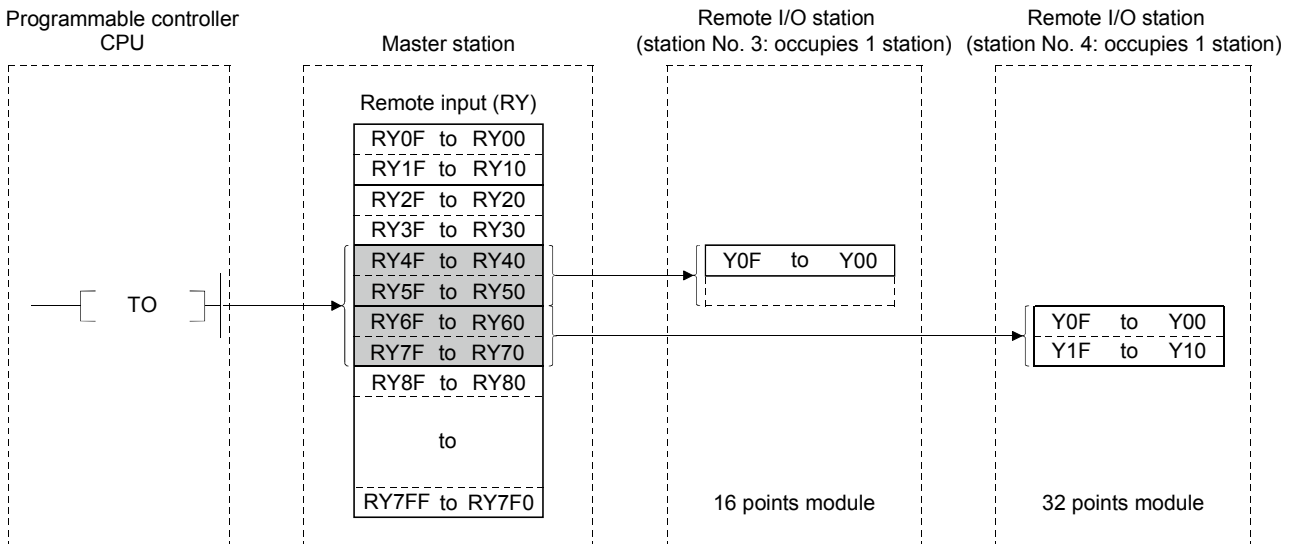 Programmable controller
CPU
Master station
Remote I/O station
(station No. 3: occupies 1 station)
Remote I/O station
(station No. 4: occupies 1 station)
Remote input (RY)
RY0F to RY00
RY1F to RY10
RY2F to RY20
RY3F to RY30
RY4F to RY40
RY5F to RY50
RY6F to RY60
RY7F to RY70
RY8F to RY80
to
RY7FF to RY7F0
TO
Y0F to Y00
16 points module
Y0F to Y00
Y1F to Y10
32 points module